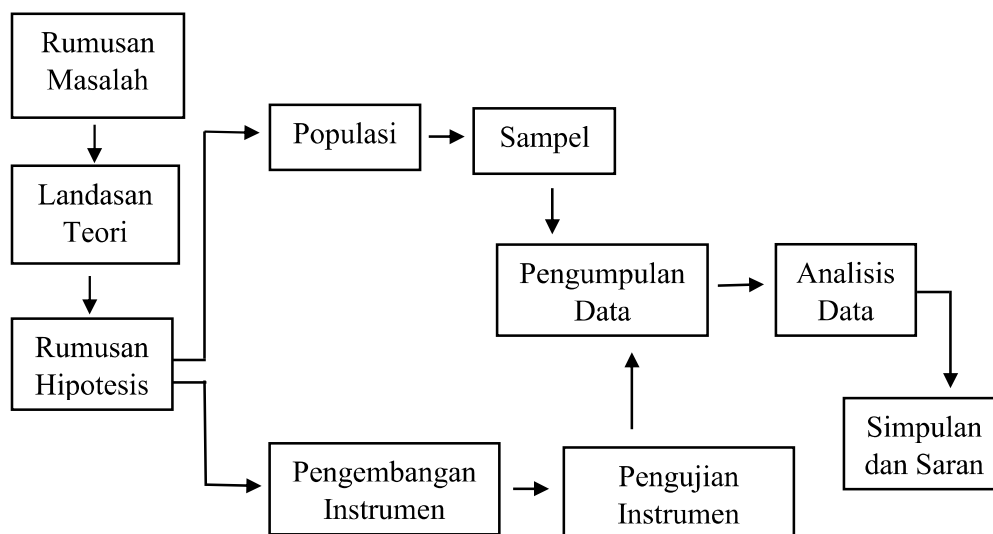 Rumusan
Masalah
Landasan
Teori
Rumusan
Hipotesis
Populasi
Sampel
Pengembangan
Instrumen
Pengujian
Instrumen
Pengumpulan
Data
Analisis
Data
Simpulan
dan Saran